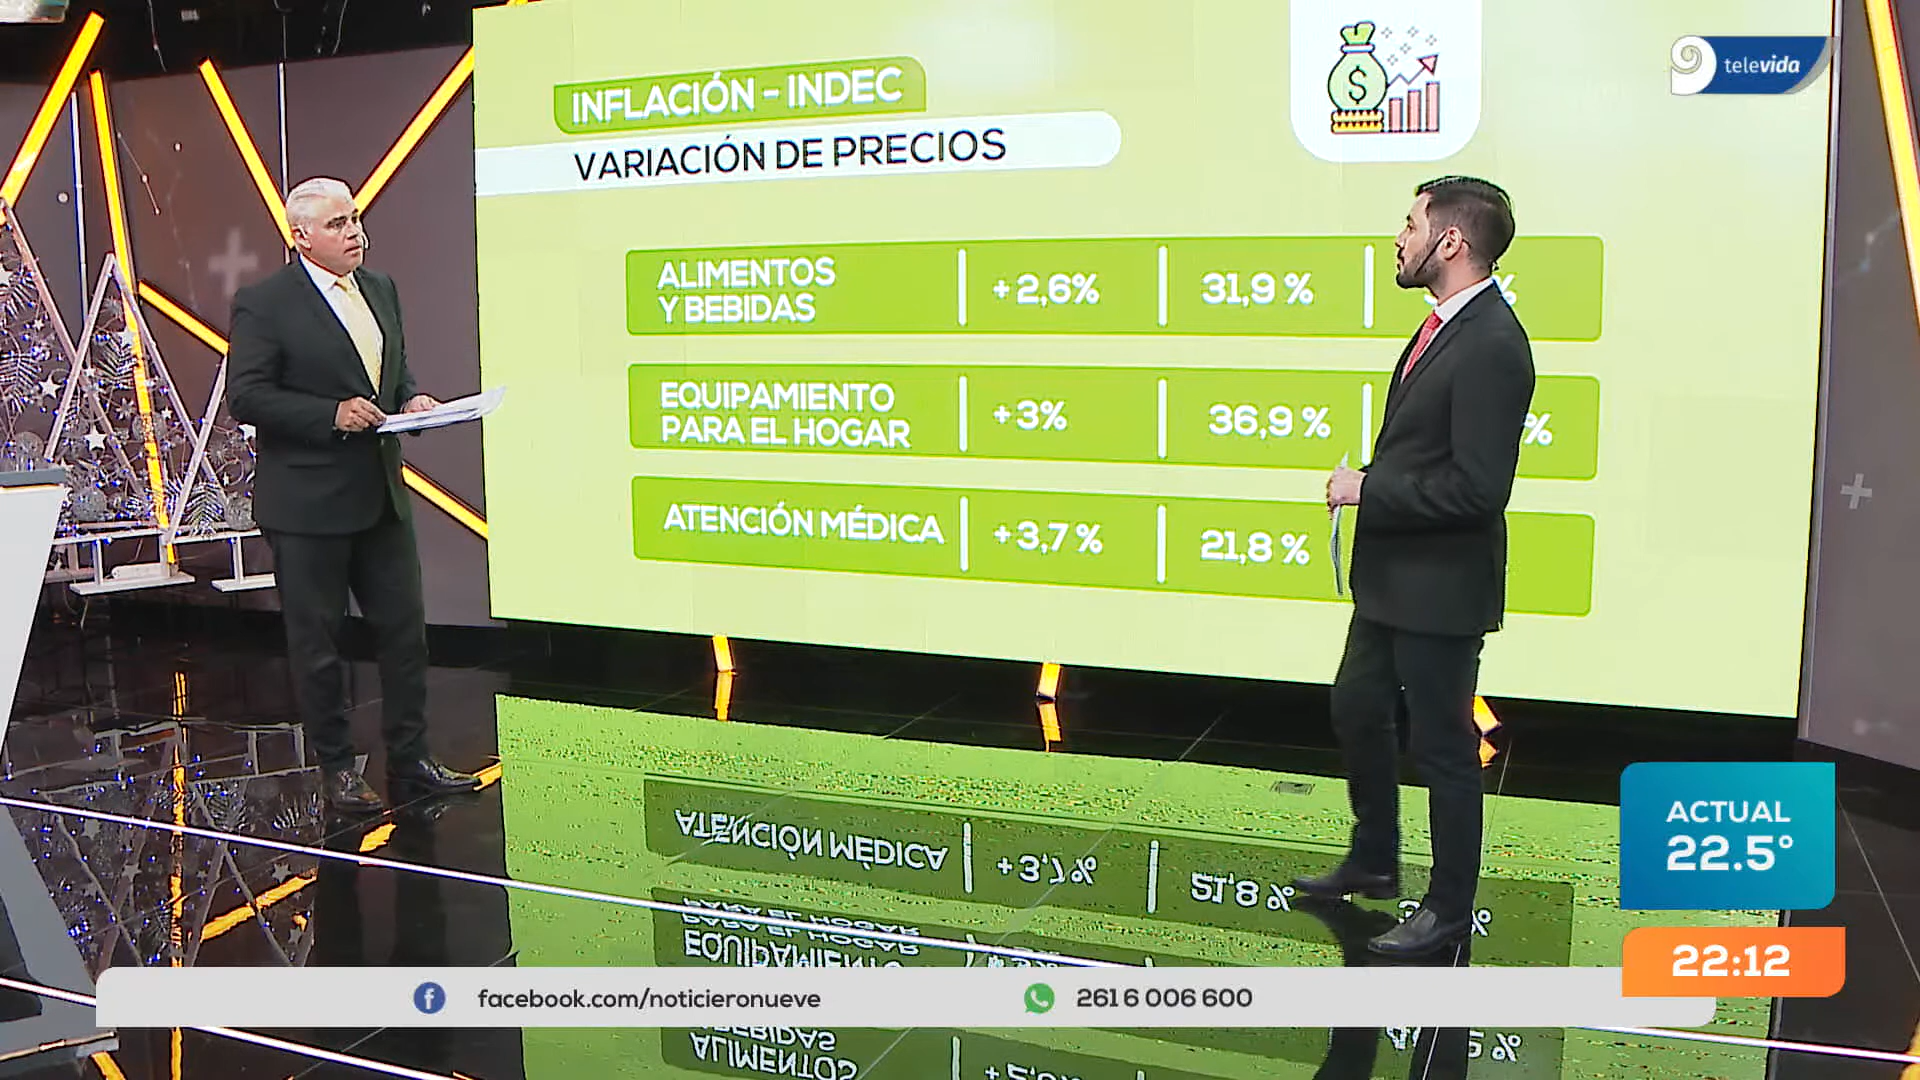 9 televida
INFLACIÓN - INDEC
VARIACIÓN DE PRECIOS
ALIMENTOS
Y BEBIDAS
+ 2,6%
31,9 %
%
EQUIPAMIENTO
PARA EL HOGAR
+ 3%
36,9 %
%
ATENCIÓN MÉDICA
+ 3,7 %
21,8 %
ACTUAL
22.5°
22:12
facebook.com/noticieronueve
261 6 006 600